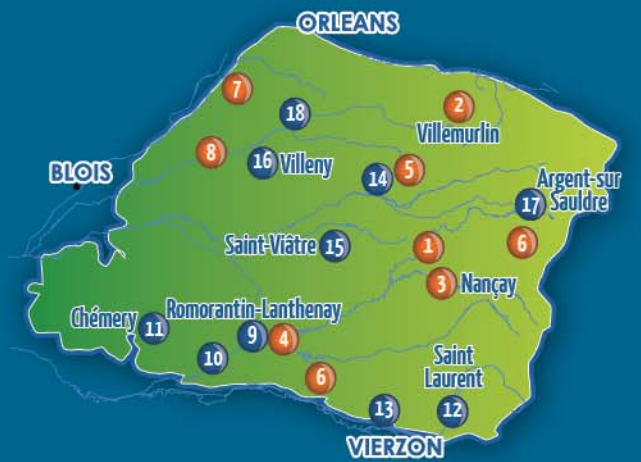 ORLEANS
7
2
18
Villemurlin
8
16 Villeny
5
14
BLOIS
Argent-sur
Sauldre
17
Saint-Viâtre 15
1
6
3 Nançay
Romorantin-Lanthenay
Chémery 11
9
4
10
Saint
Laurent
6
13
12
VIERZON